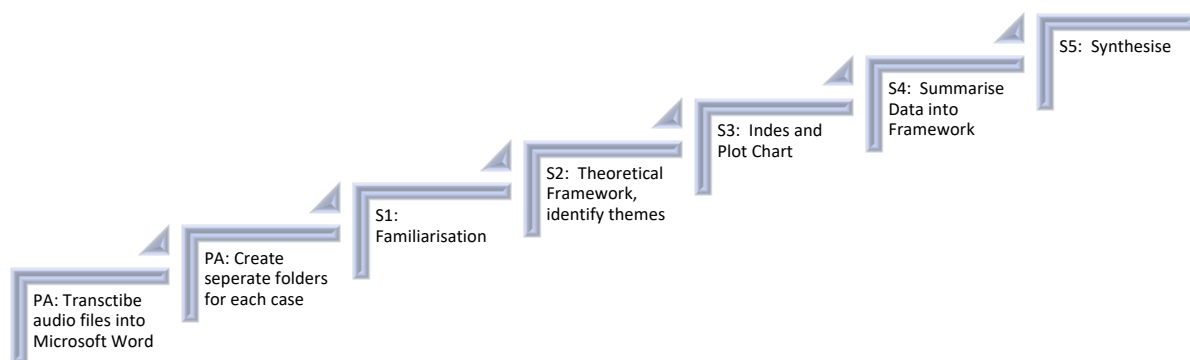 PA: Transctibe
audio files into
Microsoft Word
PA: Create
seperate folders
for each case
S1:
Familiarisation
S2:  Theoretical
Framework,
identify themes
S3:  Indes and
Plot Chart
S4:  Summarise
Data into
Framework
S5:  Synthesise